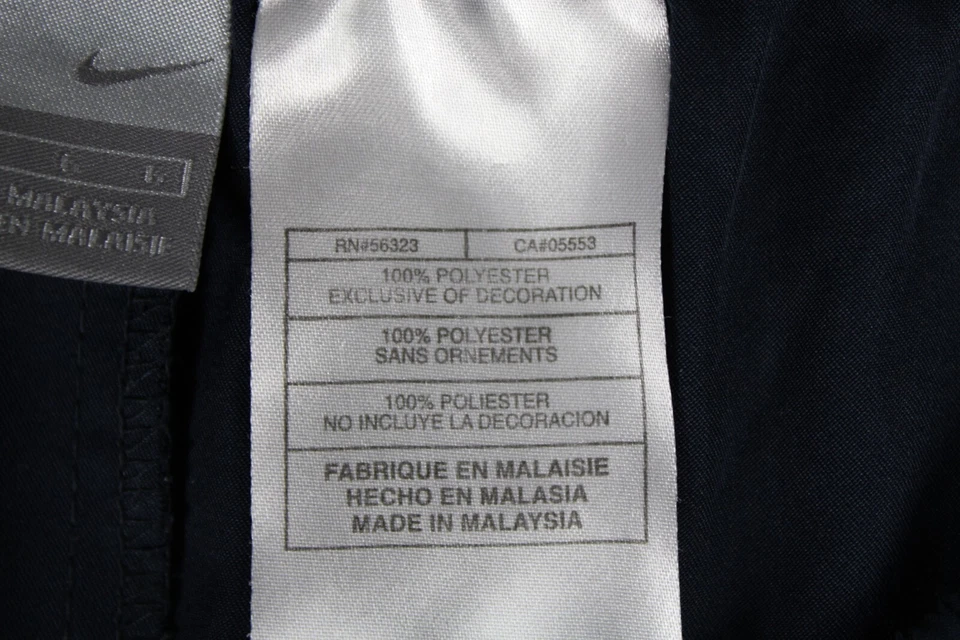 MALAYSIA
EN MALAISIE
RN#56323 CA#05553
100% POLYESTER
EXCLUSIVE OF DECORATION
100% POLYESTER
SANS ORNEMENTS
100% POLIESTER
NO INCLUYE LA DECORACION
FABRIQUE EN MALAISIE
HECHO EN MALASIA
MADE IN MALAYSIA